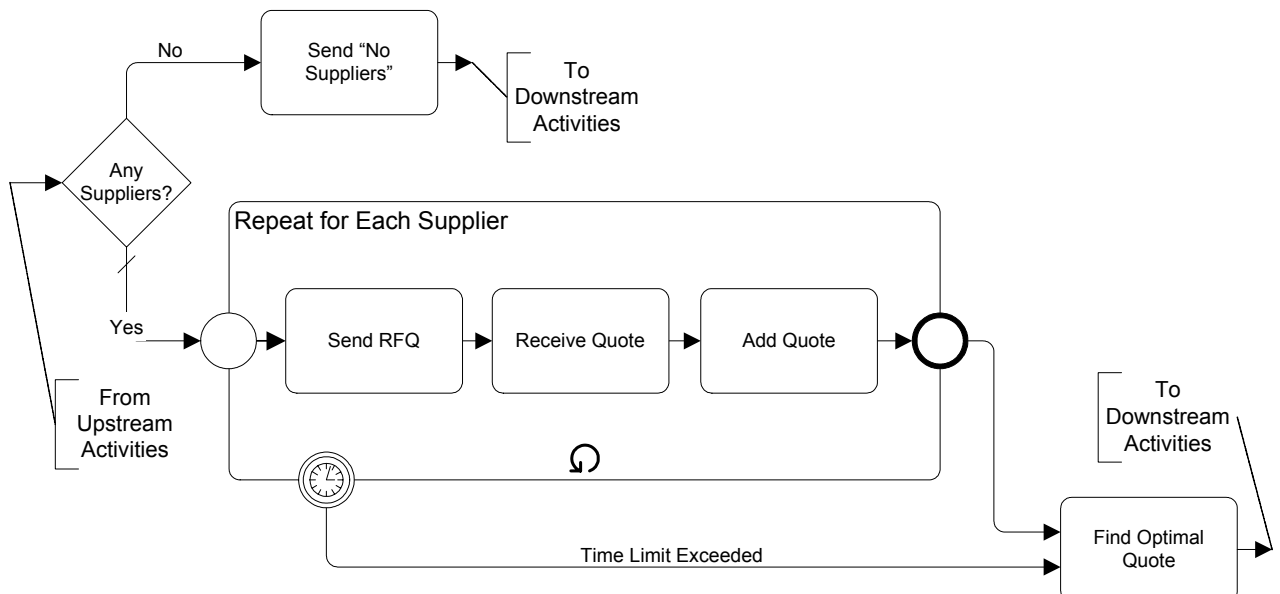 No
Send “No
Suppliers”
To
Downstream
Activities
Any
Suppliers?
Repeat for Each Supplier
Yes
Send RFQ
Receive Quote
Add Quote
From
Upstream
Activities
To
Downstream
Activities
Time Limit Exceeded
Find Optimal
Quote